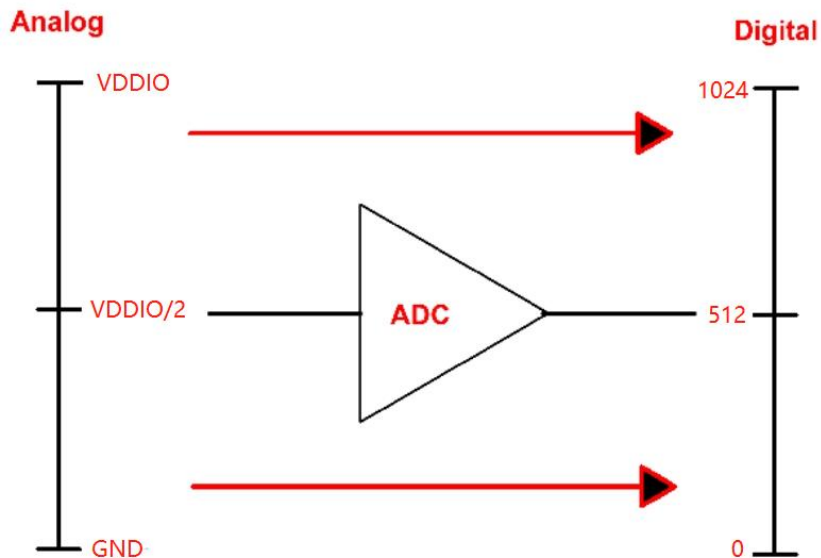 Analog
Digital
VDDIO
1024
VDDIO/2
ADC
512
GND
0